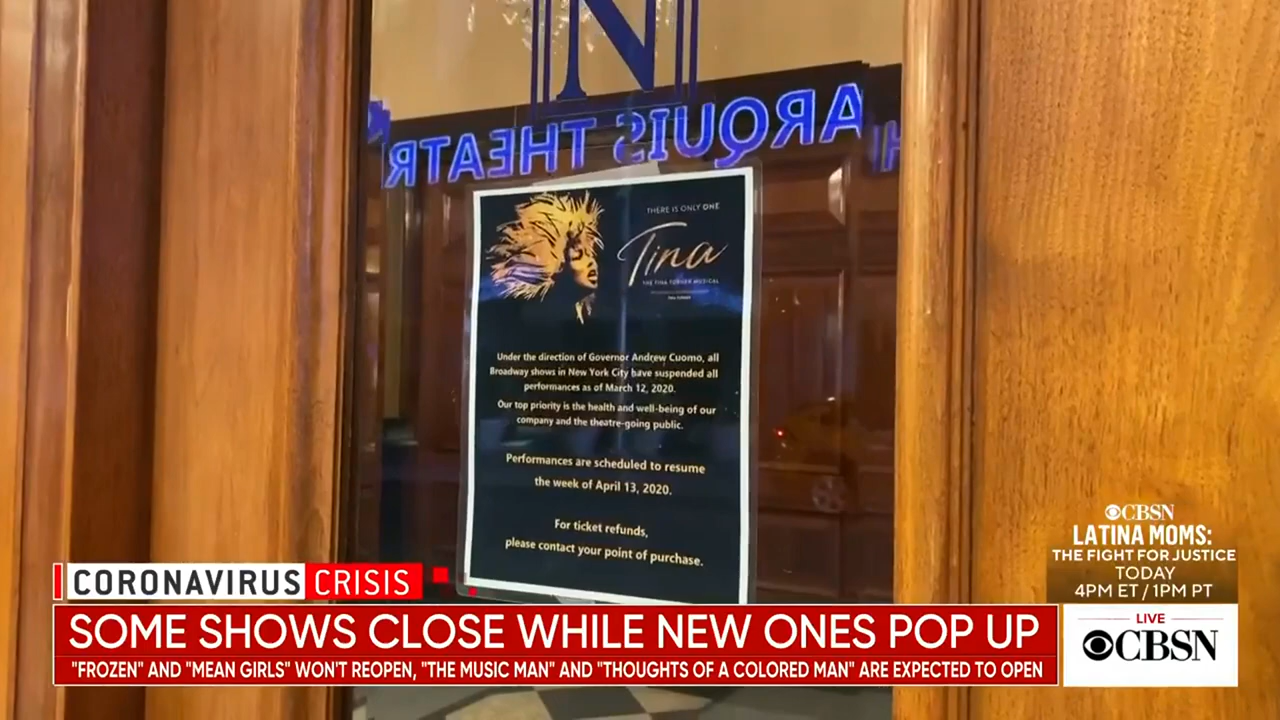 N
ARQUIS THEATR
THERE IS ONLY ONE
Tina
THE TINA TURNER MUSICAL
Under the direction of Governor Andrew Cuomo, all
Broadway shows in New York City have suspended all
performances as of March 12, 2020.
Our top priority is the health and well-being of our
company and the theatre-going public.
Performances are scheduled to resume
the week of April 13, 2020.
For ticket refunds,
please contact your point of purchase.
CBSN
LATINA MOMS:
THE FIGHT FOR JUSTICE
TODAY
4PM ET / 1PM PT
CORONAVIRUS CRISIS
SOME SHOWS CLOSE WHILE NEW ONES POP UP
"FROZEN" AND "MEAN GIRLS" WON'T REOPEN, "THE MUSIC MAN" AND "THOUGHTS OF A COLORED MAN" ARE EXPECTED TO OPEN
LIVE
CBSN